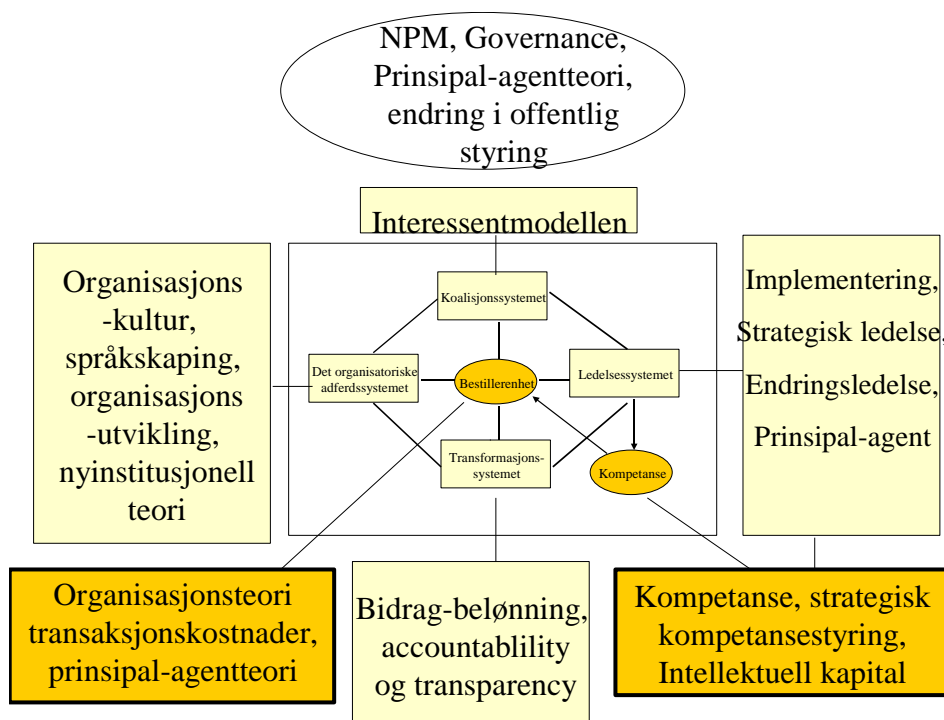 NPM, Governance,
Prinsipal-agentteori,
endring i offentlig
styring
Interessentmodellen
Organisasjons
-kultur,
språkskaping,
organisasjons
-utvikling,
nyinstitusjonell
teori
Koalisjonssystemet
Det organisatoriske
adferdssystemet
Bestillerenhet
Ledelsessystemet
Transformasjons-
systemet
Kompetanse
Implementering,
Strategisk ledelse,
Endringsledelse,
Prinsipal-agent
Organisasjonsteori
transaksjonskostnader,
prinsipal-agentteori
Bidrag-belønning,
accountablility
og transparency
Kompetanse, strategisk
kompetansestyring,
Intellektuell kapital